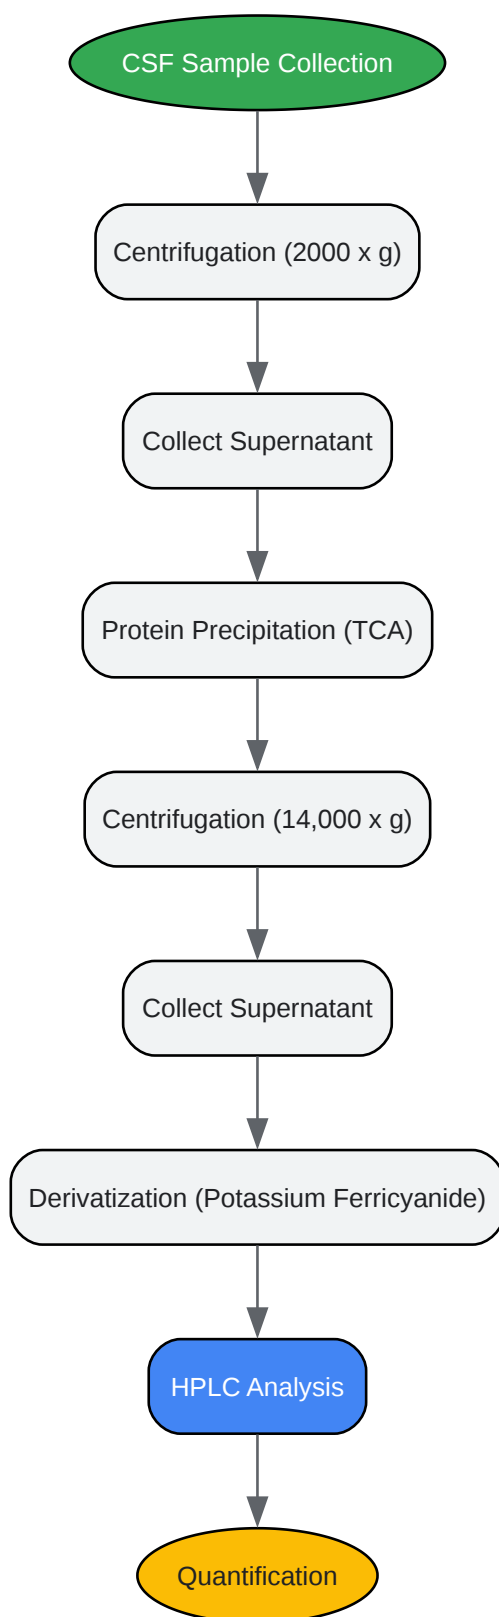 CSF Sample Collection
Centrifugation (2000 x g)
Collect Supernatant
Protein Precipitation (TCA)
Centrifugation (14,000 x g)
Collect Supernatant
Derivatization (Potassium Ferricyanide)
HPLC Analysis
Quantification